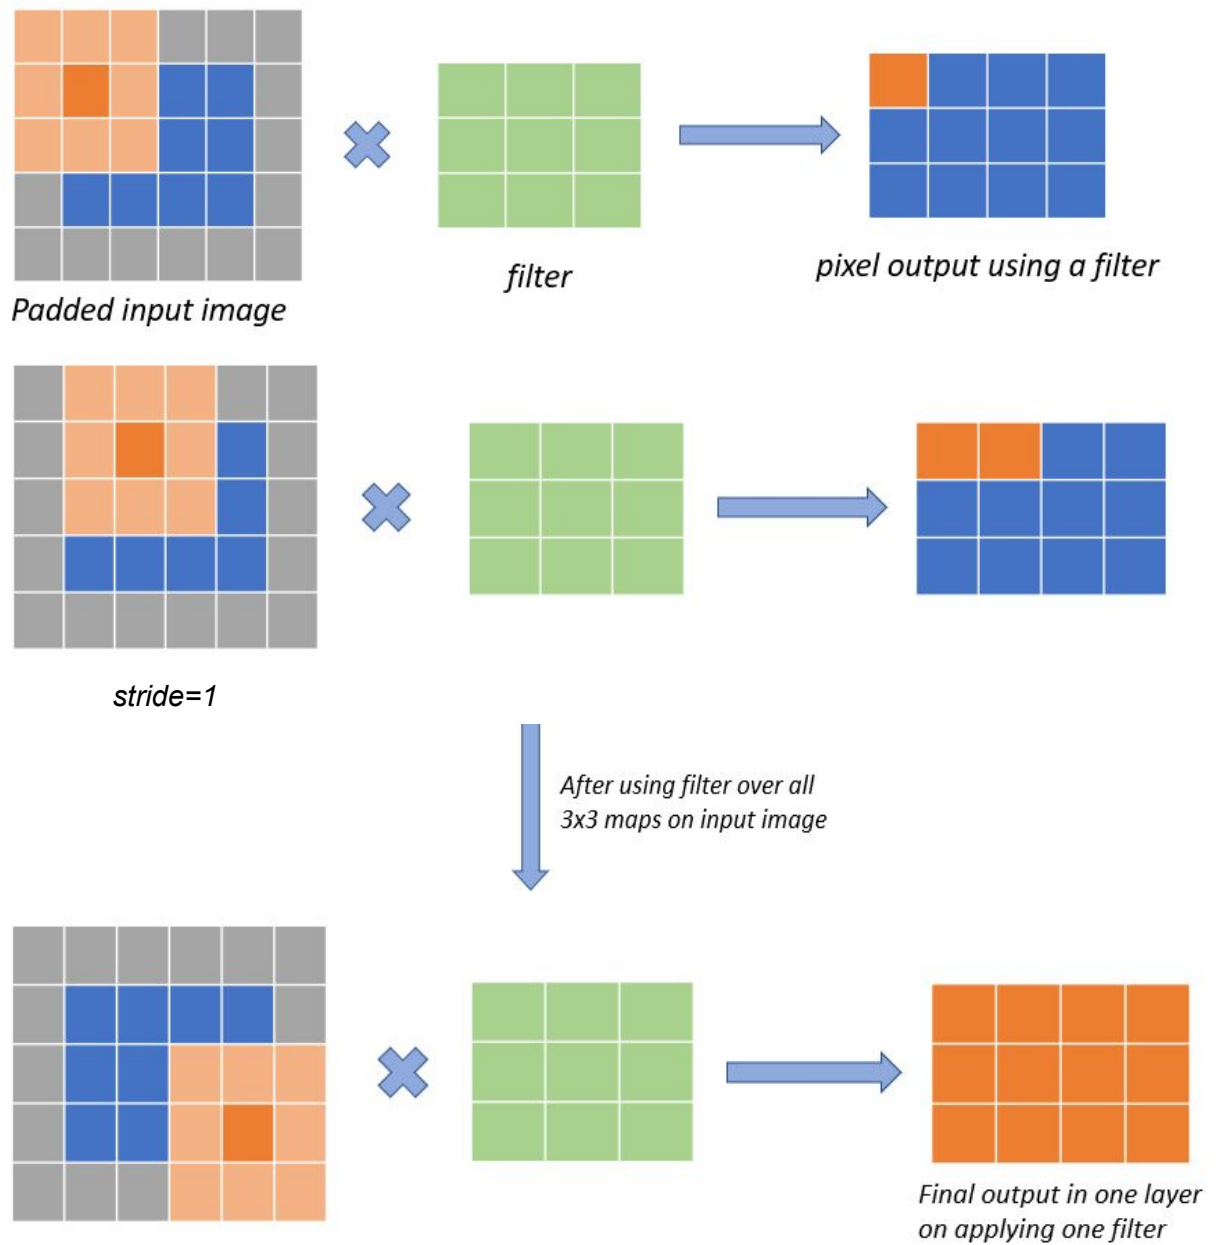 Padded input image
filter
pixel output using a filter
stride=1
After using filter over all
3x3 maps on input image
Final output in one layer
on applying one filter